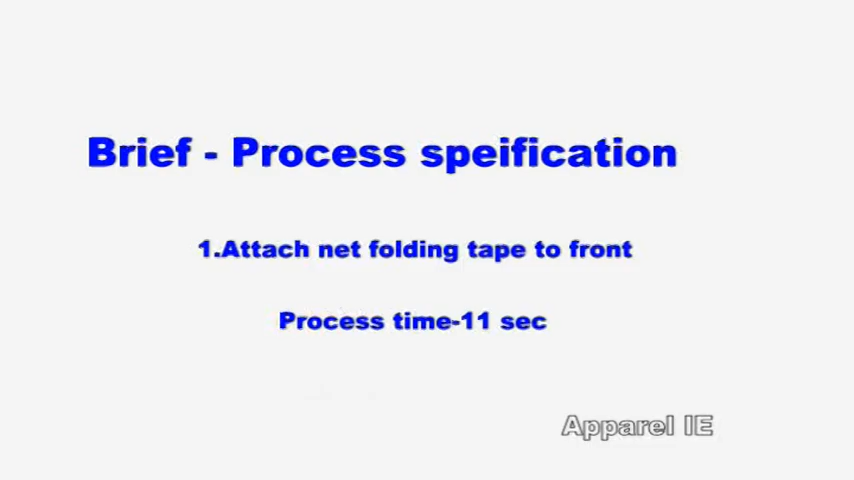 Brief - Process speification
1.Attach net folding tape to front
Process time-11 sec
Apparel IE